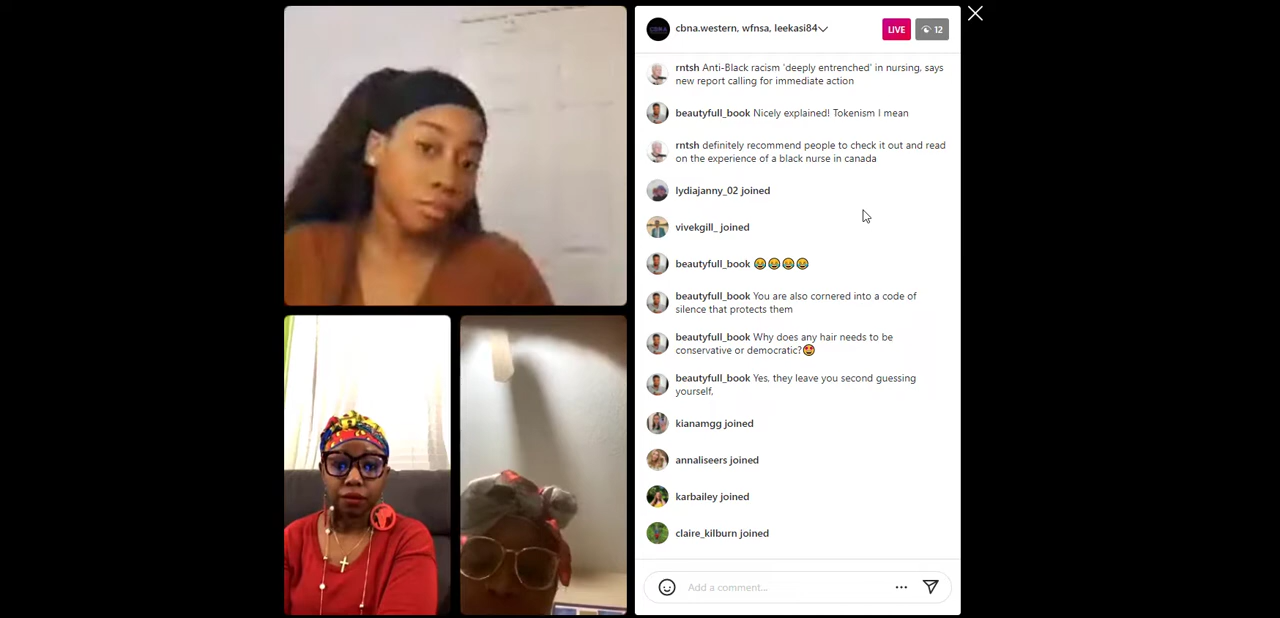 cbna.western, wfnsa, leekasi84
LIVE
12
rntsh Anti-Black racism 'deeply entrenched' in nursing, says
new report calling for immediate action
beautyfull_book Nicely explained! Tokenism I mean
rntsh definitely recommend people to check it out and read
on the experience of a black nurse in canada
lydiajanny_02 joined
vivekgill_ joined
beautyfull_book 😂😂😂😂
beautyfull_book You are also cornered into a code of
silence that protects them
beautyfull_book Why does any hair needs to be
conservative or democratic?😍
beautyfull_book Yes, they leave you second guessing
yourself,
kianamgg joined
annaliseers joined
karbailey joined
claire_kilburn joined
Add a comment...